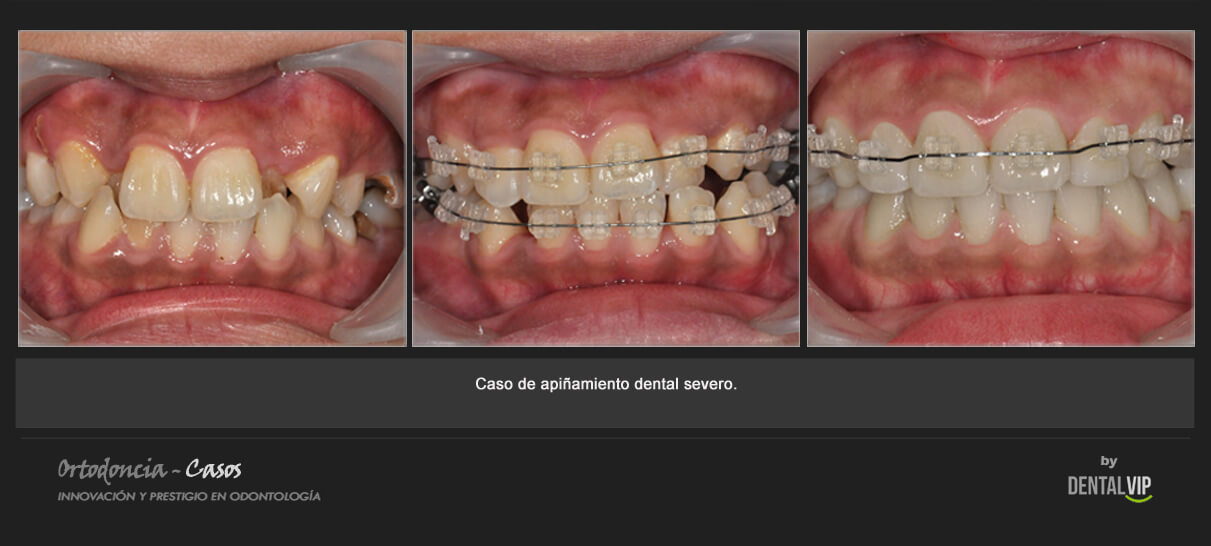 Caso de apiñamiento dental severo.
Ortodoncia - Casos
INNOVACIÓN Y PRESTIGIO EN ODONTOLOGÍA
by
DENTALVIP